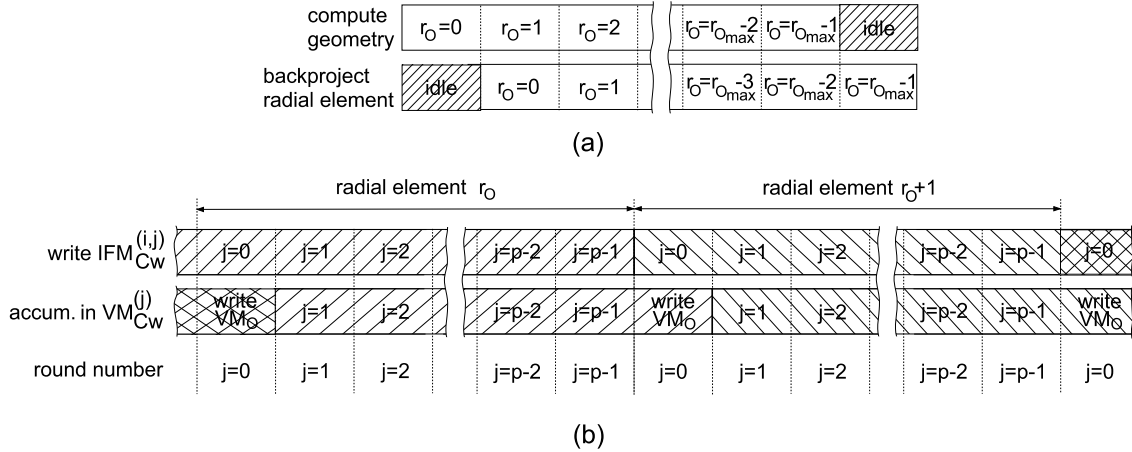 compute geometry r_O=0 r_O=1 r_O=2 r_O=r_Omax-2 r_O=r_Omax-1 idle
backproject radial element idle r_O=0 r_O=1 r_O=r_Omax-3 r_O=r_Omax-2 r_O=r_Omax-1
(a)
radial element r_O radial element r_O+1
write IFM_Cw^(i,j) j=0 j=1 j=2 j=p-2 j=p-1 j=0 j=1 j=2 j=p-2 j=p-1 j=0
accum. in VM_Cw^(j) write VM_O j=1 j=2 j=p-2 j=p-1 write VM_O j=1 j=2 j=p-2 j=p-1 write VM_O
round number j=0 j=1 j=2 j=p-2 j=p-1 j=0 j=1 j=2 j=p-2 j=p-1 j=0
(b)